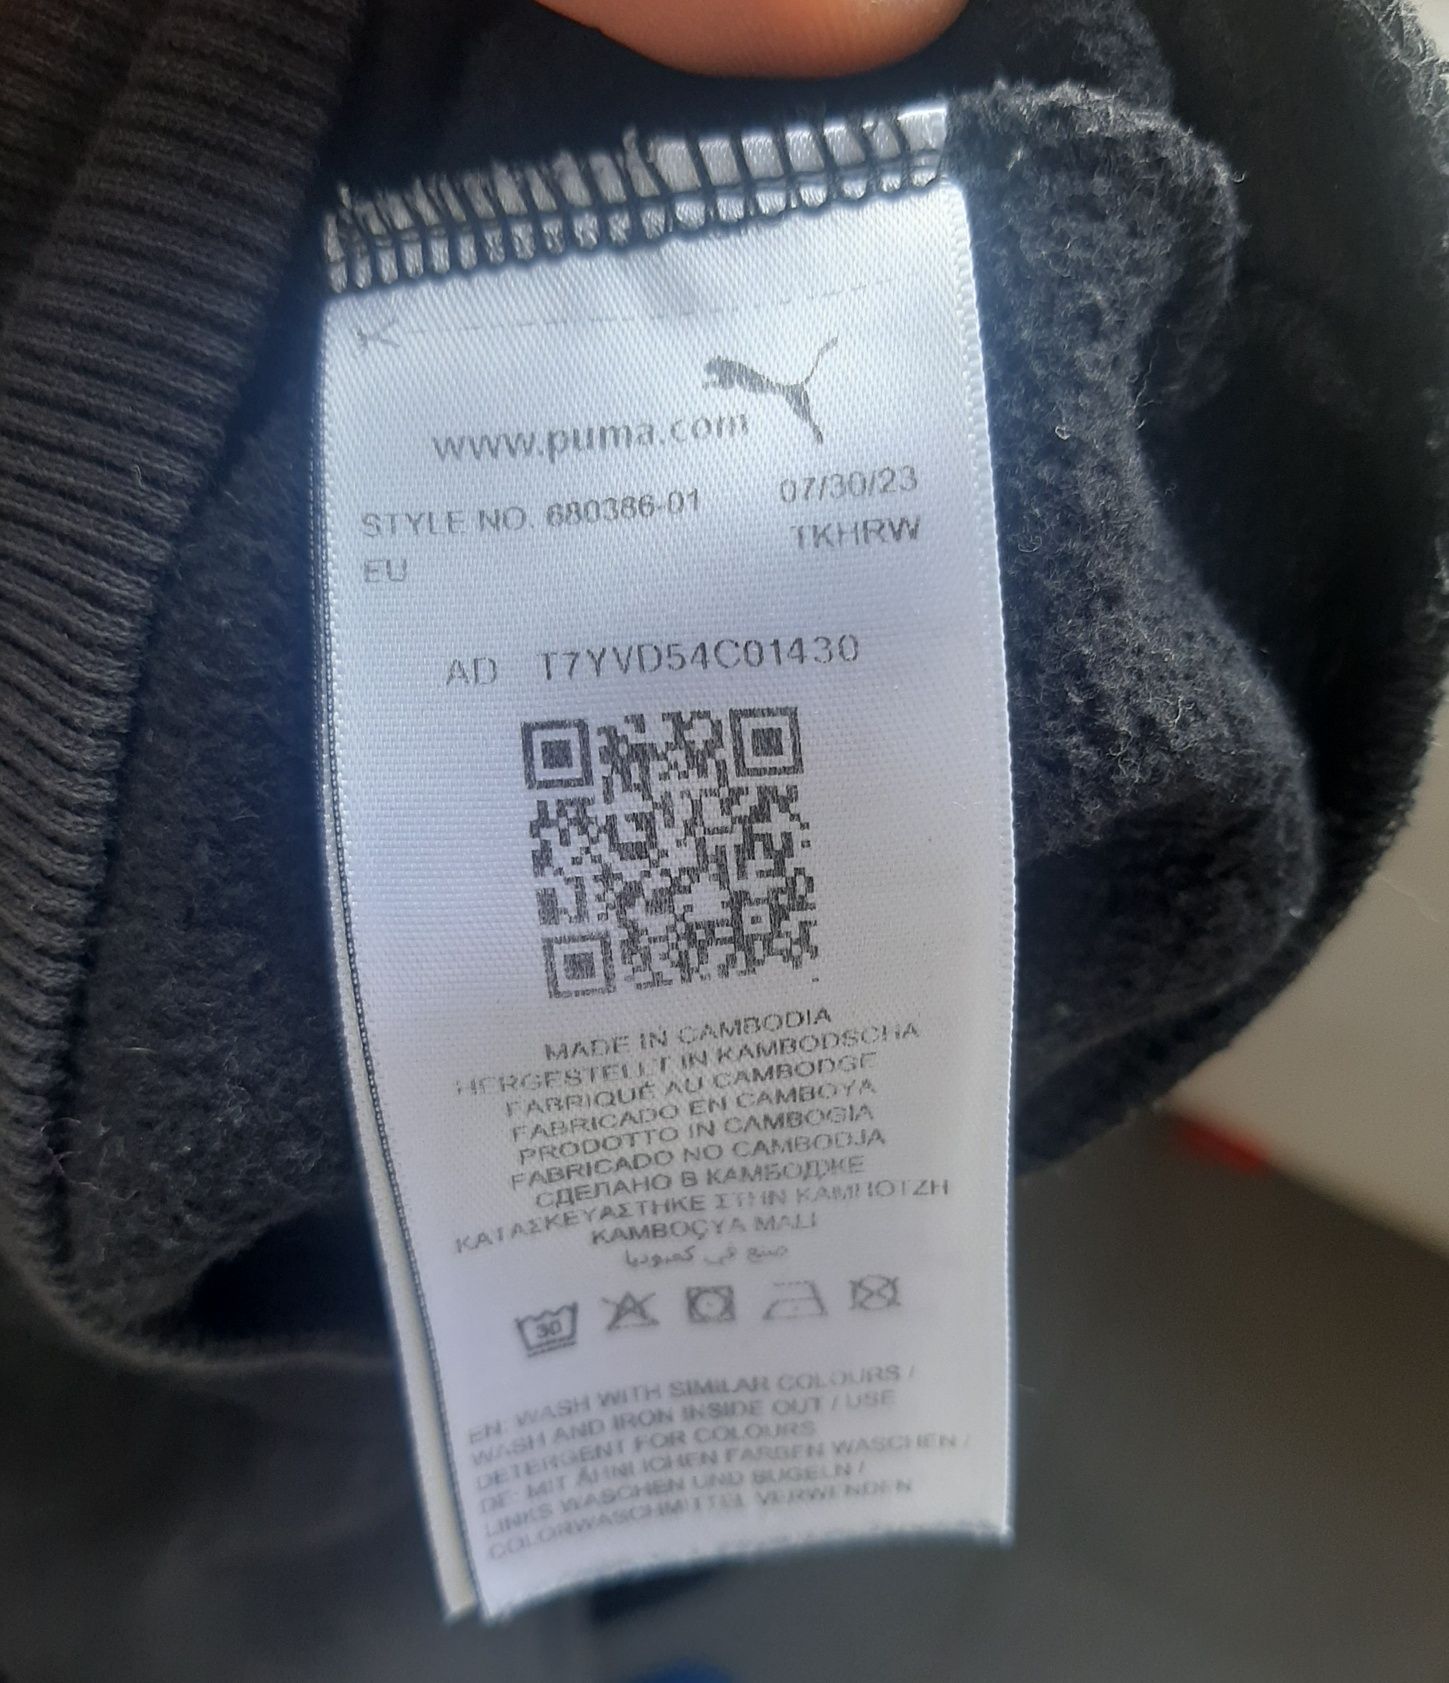 www.puma.com
STYLE NO. 680386-01 07/30/23
EU TKHRW
AD T7YVD54C01430
MADE IN CAMBODIA
HERGESTELLT IN KAMBODSCHA
FABRIQUÉ AU CAMBODGE
FABRICADO EN CAMBOYA
PRODOTTO IN CAMBOGIA
FABRICADO NO CAMBODJA
СДЕЛАНО В КАМБОДЖЕ
ΚΑΤΑΣΚΕΥΑΣΤΗΚΕ ΣΤΗΝ ΚΑΜΠΟΤΖΗ
KAMBOÇYA MALI
صنع في كمبوديا
30
EN: WASH WITH SIMILAR COLOURS /
WASH AND IRON INSIDE OUT / USE
DETERGENT FOR COLOURS
DE: MIT ÄHNLICHEN FARBEN WASCHEN /
LINKS WASCHEN UND BÜGELN /
COLORWASCHMITTEL VERWENDEN